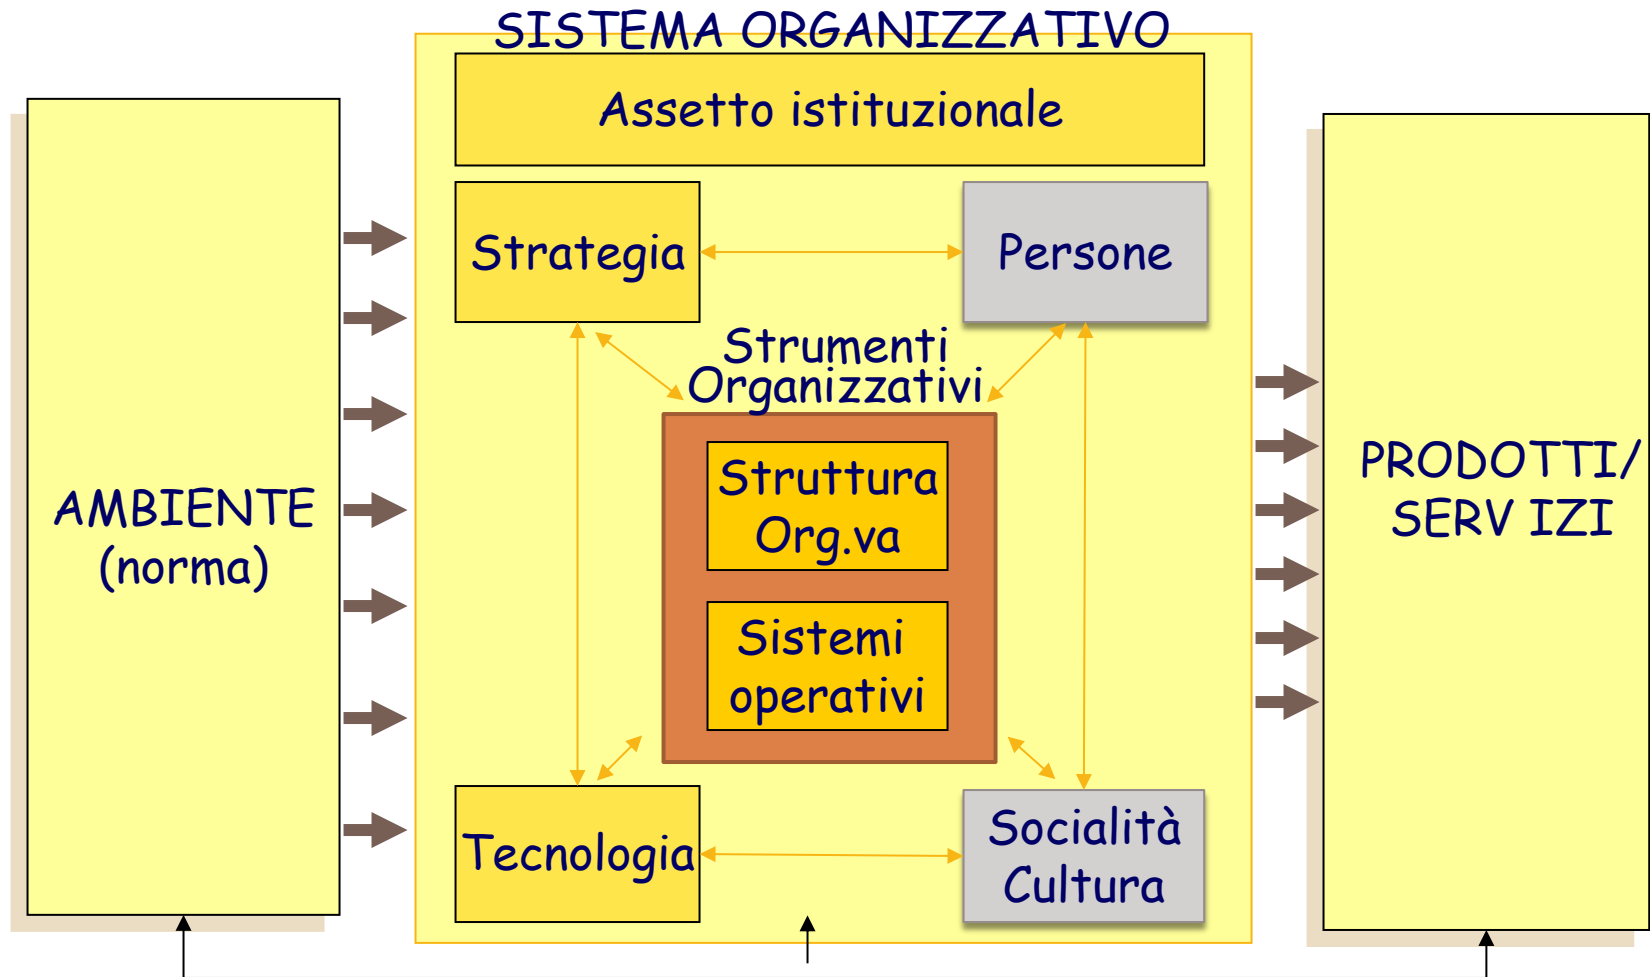 SISTEMA ORGANIZZATIVO
Assetto istituzionale
AMBIENTE
(norma)
Strategia
Persone
Strumenti
Organizzativi
Struttura
Org.va
Sistemi
operativi
Tecnologia
Socialità
Cultura
PRODOTTI/
SERV IZI